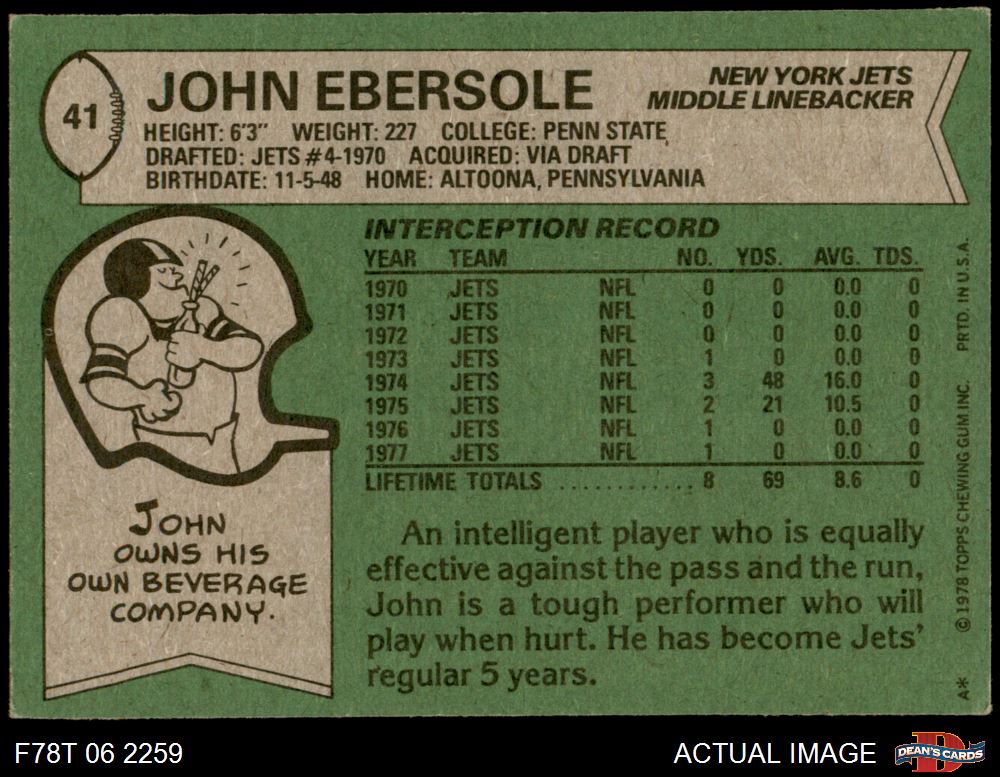 41
JOHN EBERSOLE
NEW YORK JETS
MIDDLE LINEBACKER
HEIGHT: 6'3" WEIGHT: 227 COLLEGE: PENN STATE
DRAFTED: JETS #4-1970 ACQUIRED: VIA DRAFT
BIRTHDATE: 11-5-48 HOME: ALTOONA, PENNSYLVANIA
INTERCEPTION RECORD
YEAR TEAM NO. YDS. AVG. TDS.
1970 JETS NFL 0 0 0.0 0
1971 JETS NFL 0 0 0.0 0
1972 JETS NFL 0 0 0.0 0
1973 JETS NFL 1 0 0.0 0
1974 JETS NFL 3 48 16.0 0
1975 JETS NFL 2 21 10.5 0
1976 JETS NFL 1 0 0.0 0
1977 JETS NFL 1 0 0.0 0
LIFETIME TOTALS ............. 8 69 8.6 0
JOHN
OWNS HIS
OWN BEVERAGE
COMPANY.
An intelligent player who is equally
effective against the pass and the run,
John is a tough performer who will
play when hurt. He has become Jets'
regular 5 years.
A* © 1978 TOPPS CHEWING GUM INC. PRTD. IN U.S.A.
F78T 06 2259
ACTUAL IMAGE
D
DEAN'S CARDS